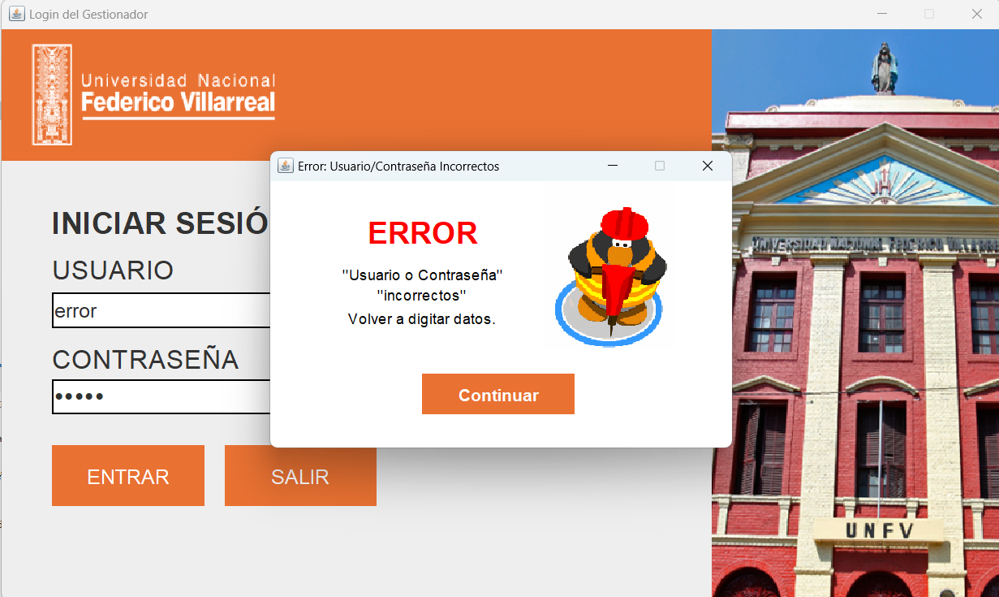 Login del Gestionador
Universidad Nacional
Federico Villarreal
INICIAR SESIÓ
USUARIO
error
CONTRASEÑA
•••••
ENTRAR
SALIR
Error: Usuario/Contraseña Incorrectos
ERROR
"Usuario o Contraseña"
"incorrectos"
Volver a digitar datos.
Continuar
UNIVERSIDAD NACIONAL FEDERICO VILLARREAL
UNFV